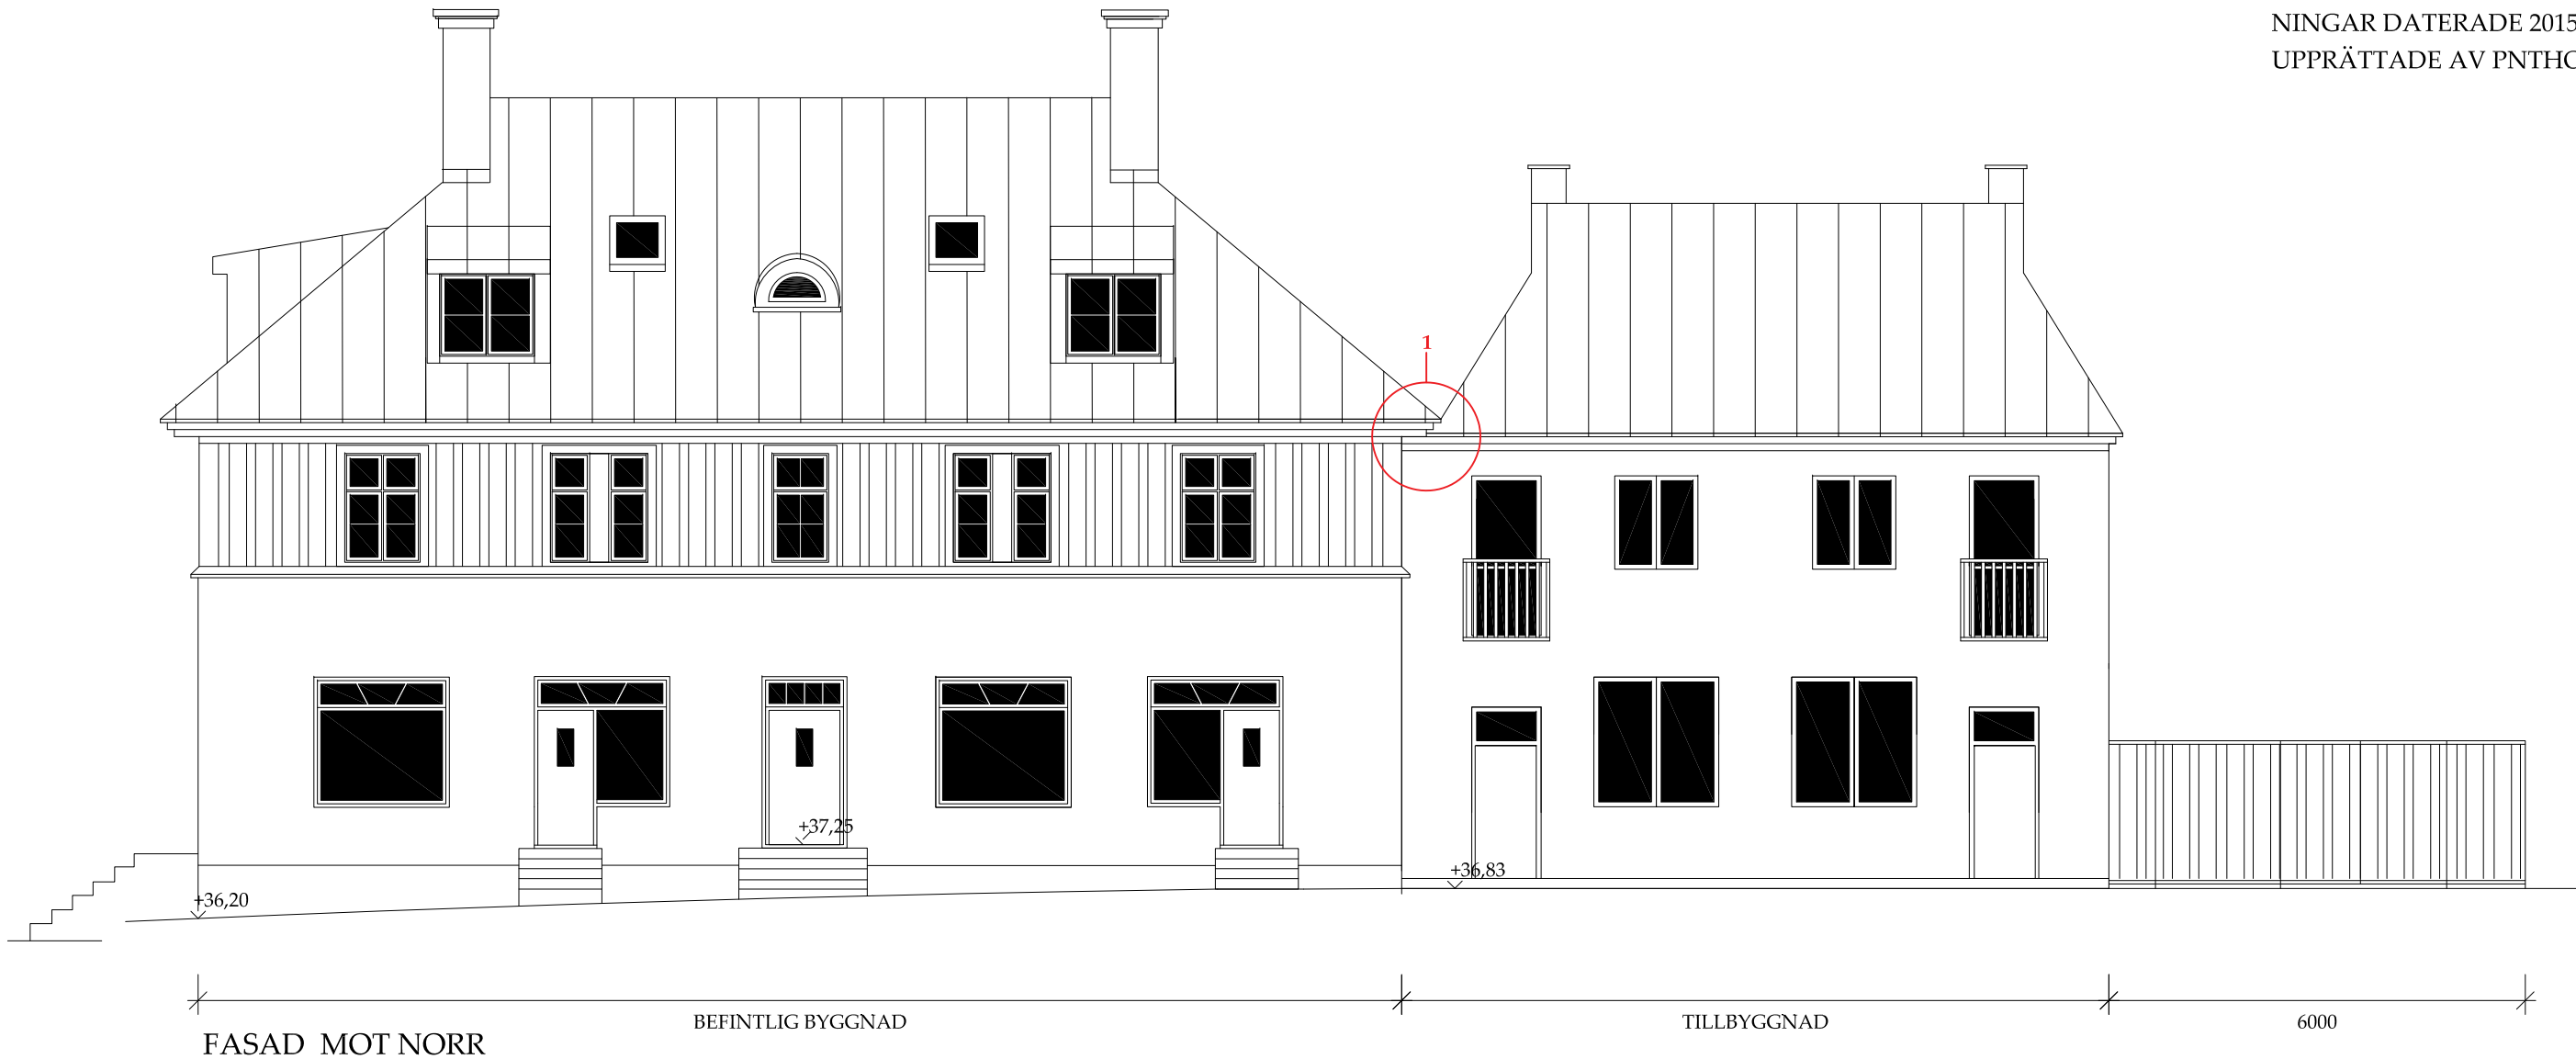 NINGAR DATERADE 2015
UPPRÄTTADE AV PNTHO
1
+37,25
+36,83
+36,20
BEFINTLIG BYGGNAD
TILLBYGGNAD
6000
FASAD MOT NORR